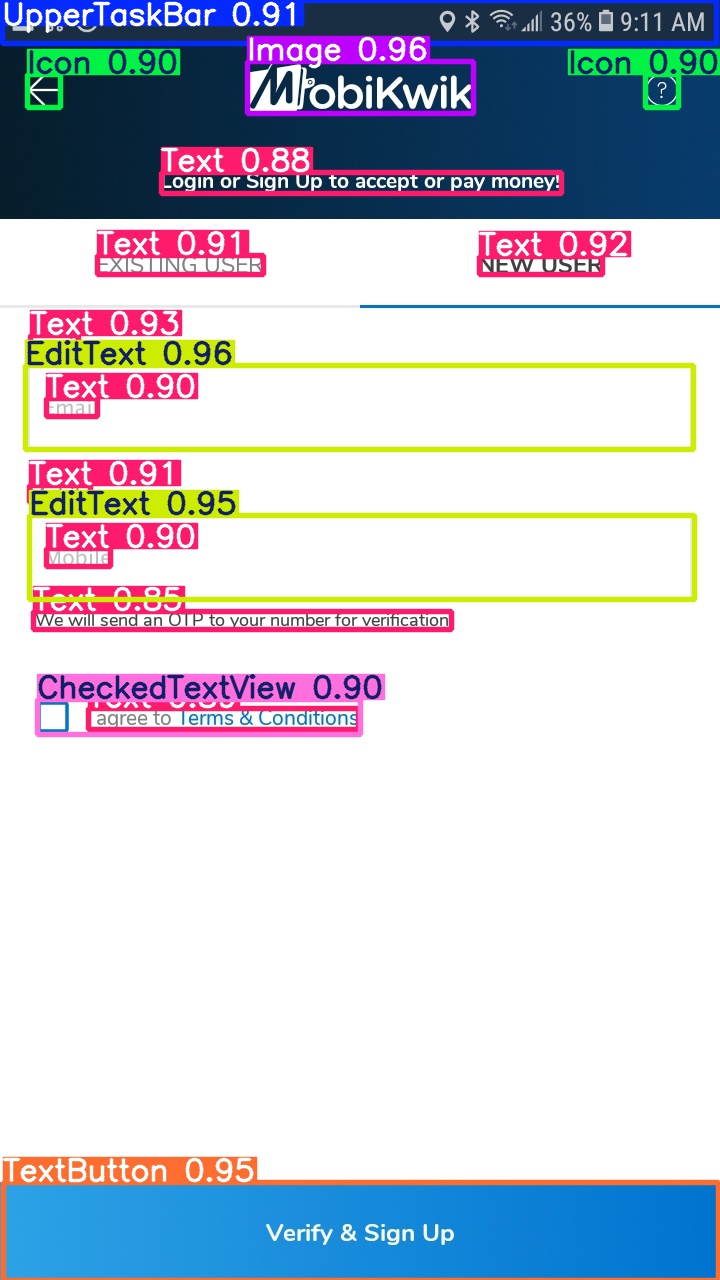 UpperTaskBar 0.91
36% 9:11 AM
Icon 0.90
Image 0.96
Icon 0.90
MobiKwik
?
Text 0.88
Login or Sign Up to accept or pay money!
Text 0.91
Text 0.92
EXISTING USER
NEW USER
Text 0.93
EditText 0.96
Text 0.90
Email
Text 0.91
EditText 0.95
Text 0.90
Mobile
Text 0.85
We will send an OTP to your number for verification
CheckedTextView 0.90
agree to Terms & Conditions
TextButton 0.95
Verify & Sign Up